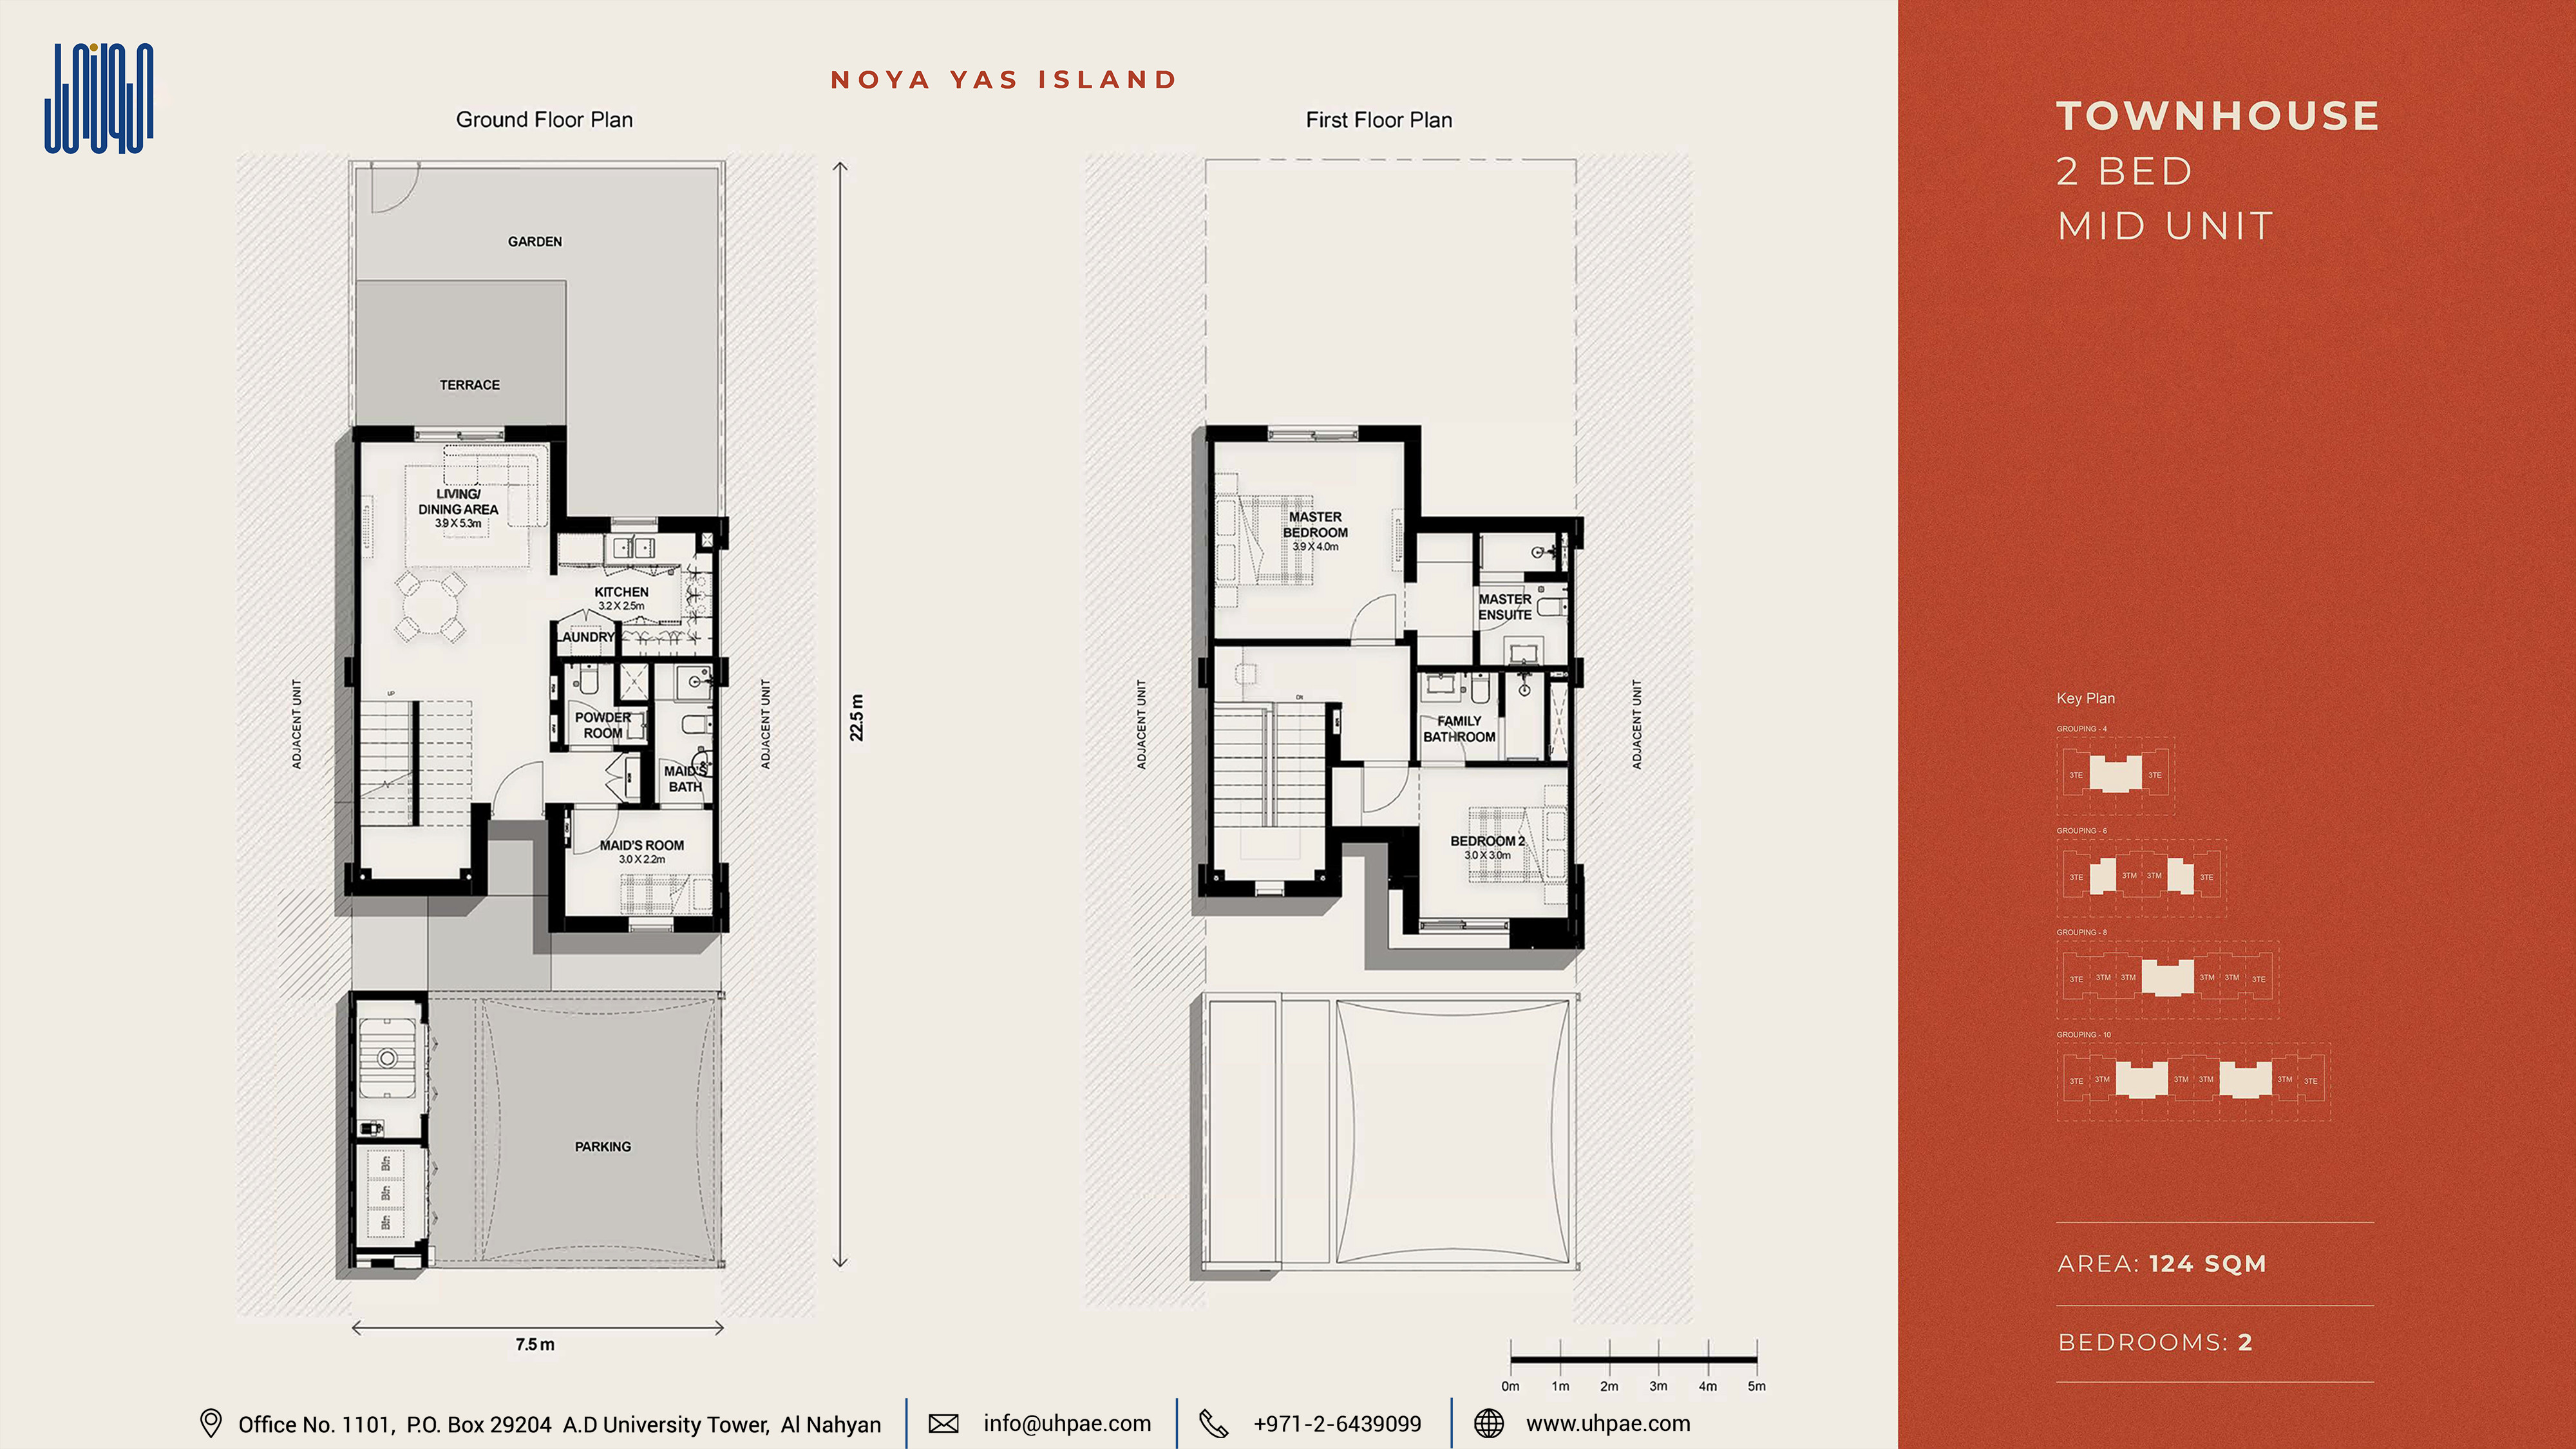 NOYA YAS ISLAND
Ground Floor Plan
GARDEN
TERRACE
LIVING/
DINING AREA
3.9 X 5.3m
KITCHEN
3.2 X 2.5m
LAUNDRY
UP
POWDER
ROOM
MAID'S
BATH
MAID'S ROOM
3.0 X 2.2m
ADJACENT UNIT
ADJACENT UNIT
22.5 m
Bin
Bin
Bin
PARKING
7.5 m
First Floor Plan
MASTER
BEDROOM
3.9 X 4.0m
MASTER
ENSUITE
FAMILY
BATHROOM
BEDROOM 2
3.0 X 3.0m
ADJACENT UNIT
ADJACENT UNIT
0m 1m 2m 3m 4m 5m
TOWNHOUSE
2 BED
MID UNIT
Key Plan
GROUPING - 4
3TE 3TE
GROUPING - 6
3TE 3TM 3TM 3TE
GROUPING - 8
3TE 3TM 3TM 3TM 3TM 3TE
GROUPING - 10
3TE 3TM 3TM 3TM 3TM 3TE
AREA: 124 SQM
BEDROOMS: 2
Office No. 1101, P.O. Box 29204 A.D University Tower, Al Nahyan
info@uhpae.com
+971-2-6439099
www.uhpae.com